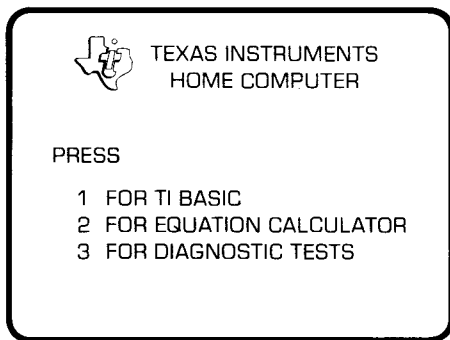 TEXAS INSTRUMENTS
HOME COMPUTER
PRESS
1 FOR TI BASIC
2 FOR EQUATION CALCULATOR
3 FOR DIAGNOSTIC TESTS